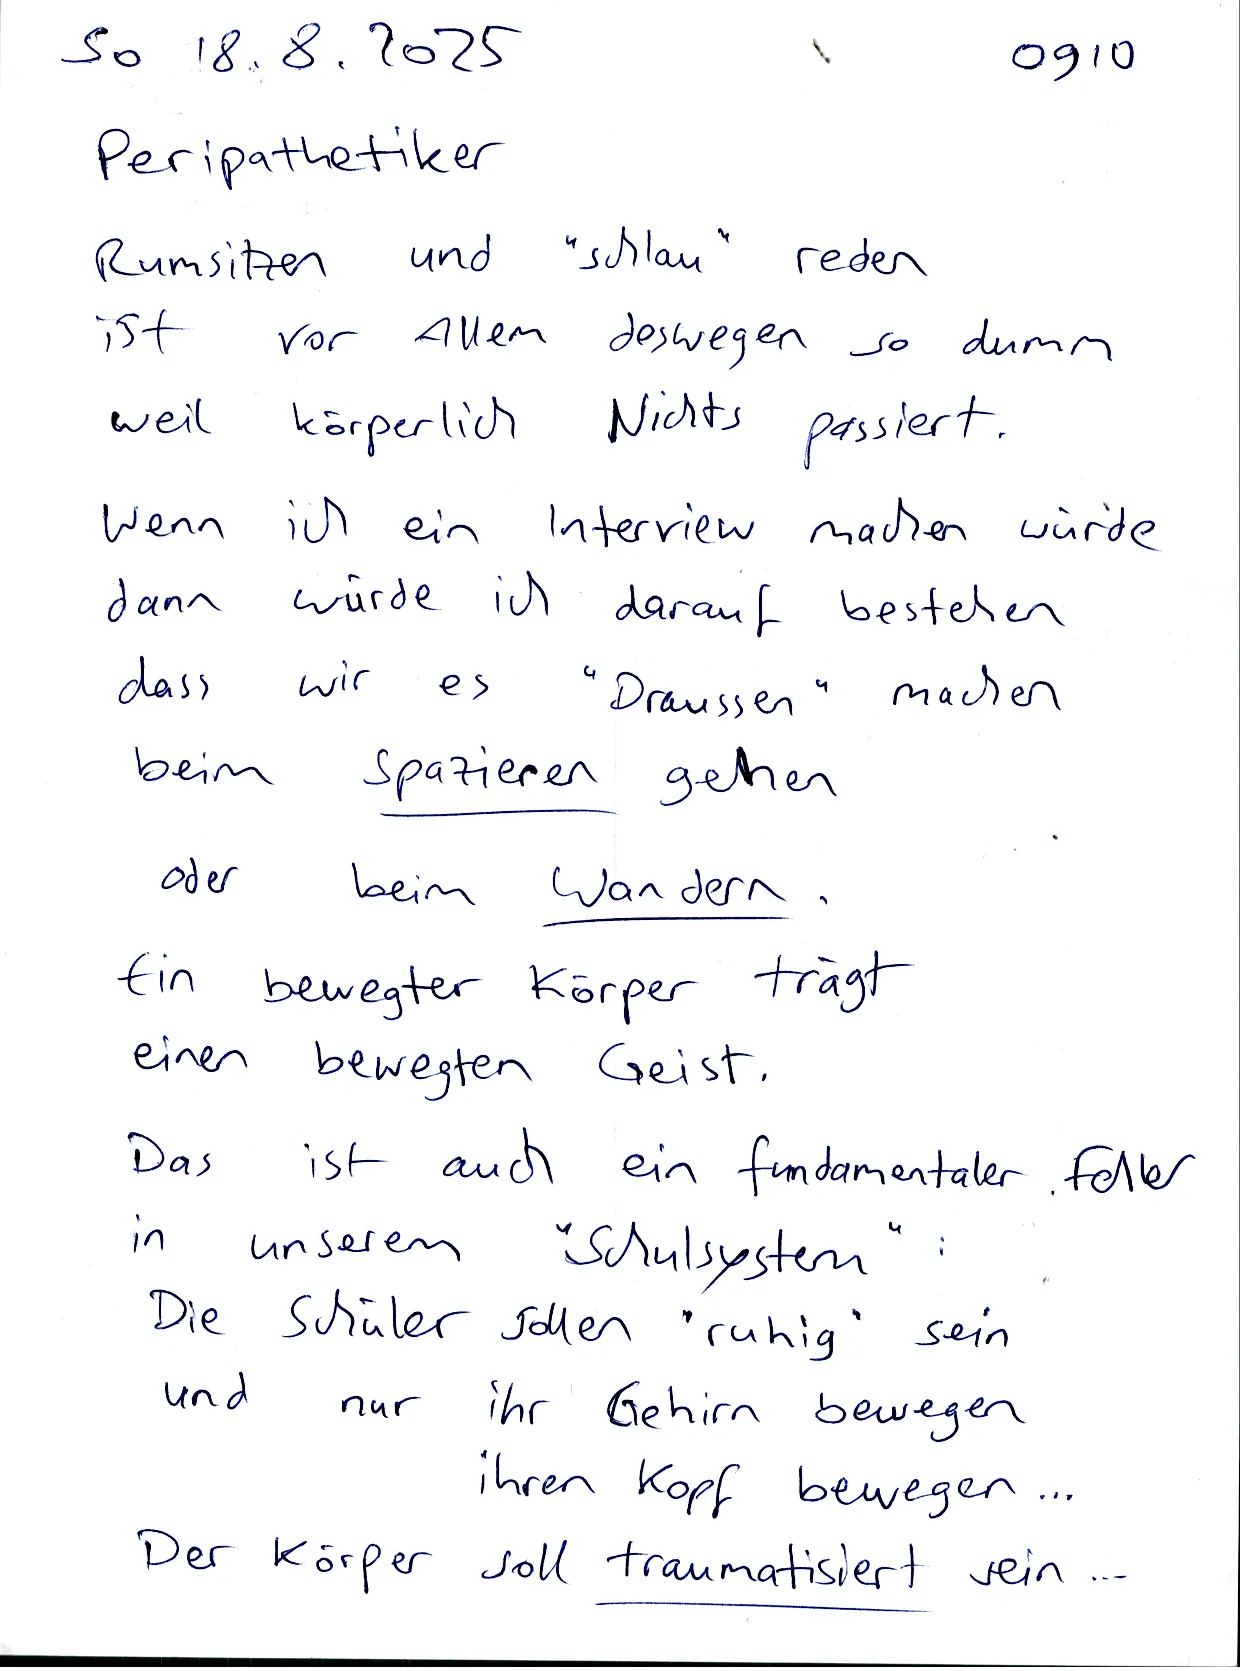 So 18.8.2025 0910
Peripathetiker
Rumsitzen und "schlau" reden
ist vor Allem deswegen so dumm
weil körperlich Nichts passiert.
Wenn ich ein Interview machen würde
dann würde ich darauf bestehen
dass wir es "Draussen" machen
beim Spazieren gehen
oder beim Wandern.
Ein bewegter Körper trägt
einen bewegten Geist.
Das ist auch ein fundamentaler Fehler
in unserem "Schulsystem":
Die Schüler sollen "ruhig" sein
und nur ihr Gehirn bewegen
ihren Kopf bewegen...
Der Körper soll traumatisiert sein...